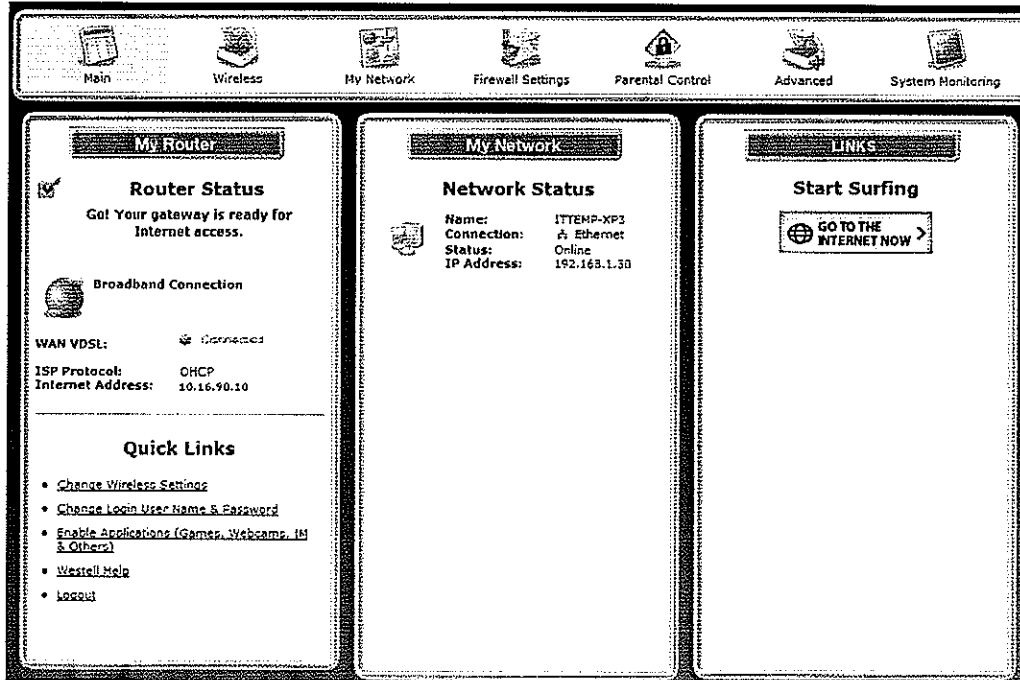 Main
Wireless
My Network
Firewall Settings
Parental Control
Advanced
System Monitoring
My Router
Router Status
Go! Your gateway is ready for
Internet access.
Broadband Connection
WAN VDSL: Connected
ISP Protocol: DHCP
Internet Address: 10.16.90.10
Quick Links
• Change Wireless Settings
• Change Login User Name & Password
• Enable Applications (Games, Webcams, IM
& Others)
• Westell Help
• Logout
My Network
Network Status
Name: ITTEMP-XP3
Connection: Ethernet
Status: Online
IP Address: 192.168.1.30
LINKS
Start Surfing
GO TO THE
INTERNET NOW >